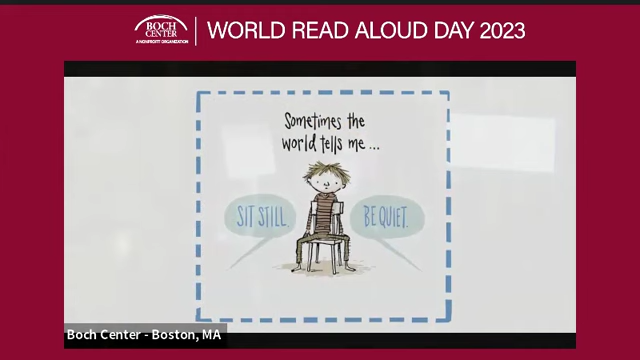 BOCH
CENTER
A NONPROFIT ORGANIZATION
WORLD READ ALOUD DAY 2023
Sometimes the
world tells me ...
SIT STILL.
BE QUIET.
Boch Center - Boston, MA